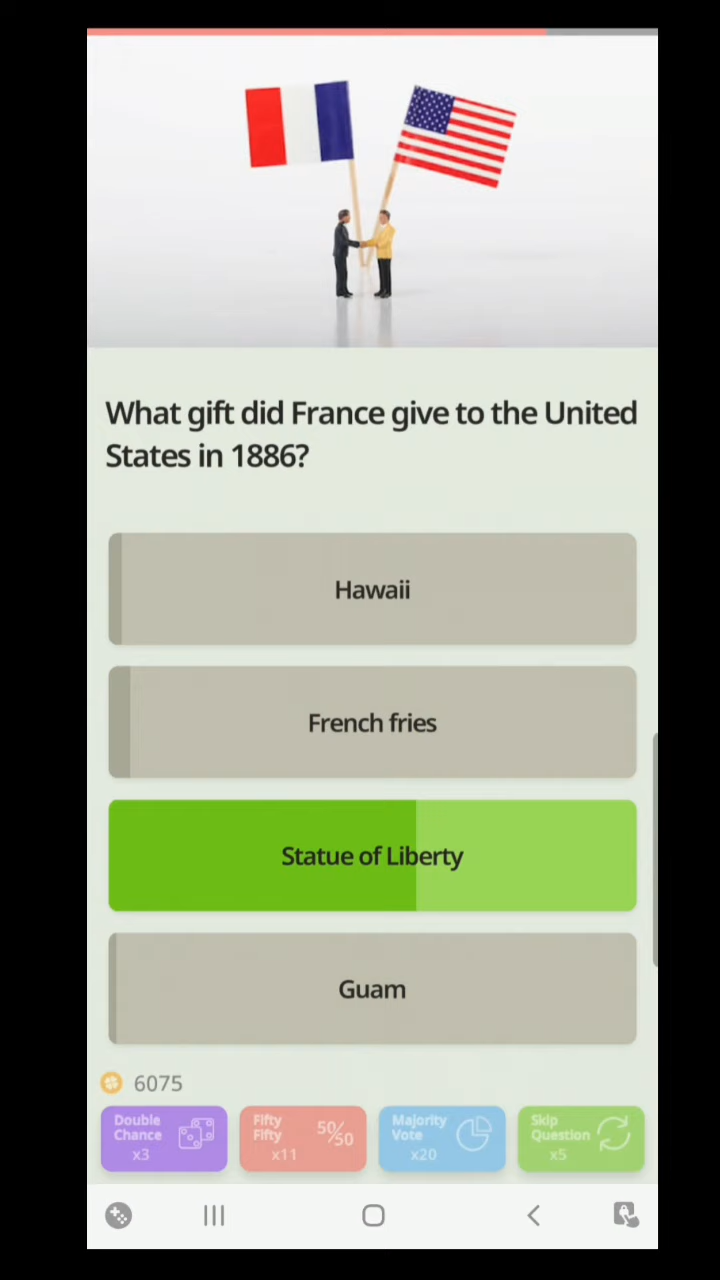 What gift did France give to the United
States in 1886?
Hawaii
French fries
Statue of Liberty
Guam
6075
Double
Chance
x3
Fifty
Fifty
50/50
x11
Majority
Vote
x20
Skip
Question
x5